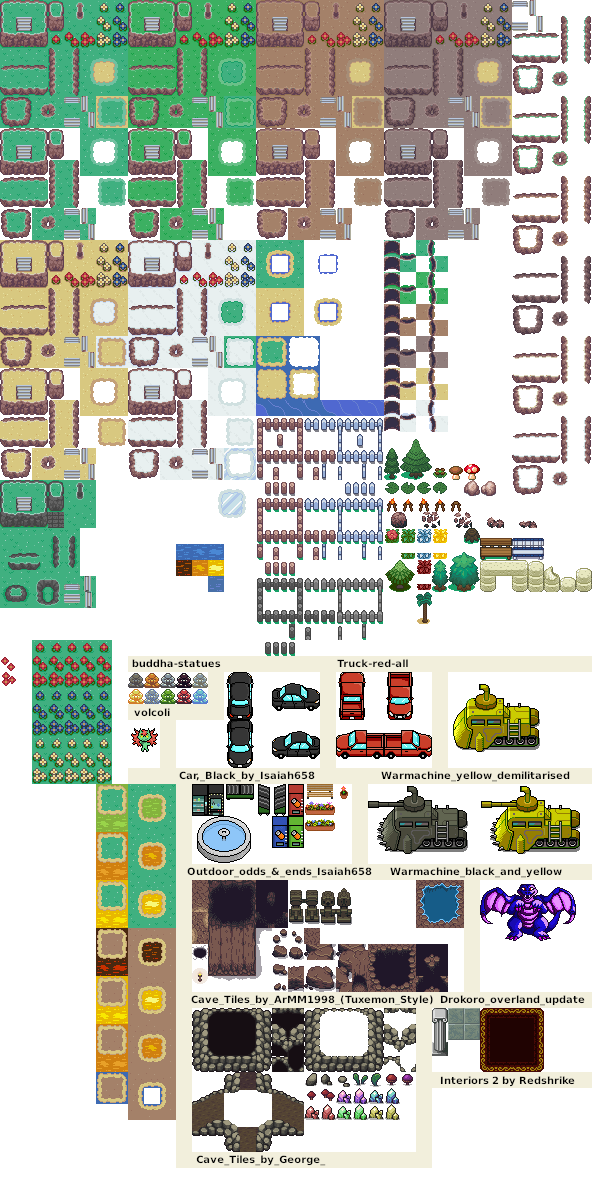 buddha-statues
Truck-red-all
volcoli
Car_Black_by_Isaiah658
Warmachine_yellow_demilitarised
Outdoor_odds_&_ends_Isaiah658
Warmachine_black_and_yellow
Cave_Tiles_by_ArMM1998_(Tuxemon_Style)
Drokoro_overland_update
Interiors 2 by Redshrike
Cave_Tiles_by_George_